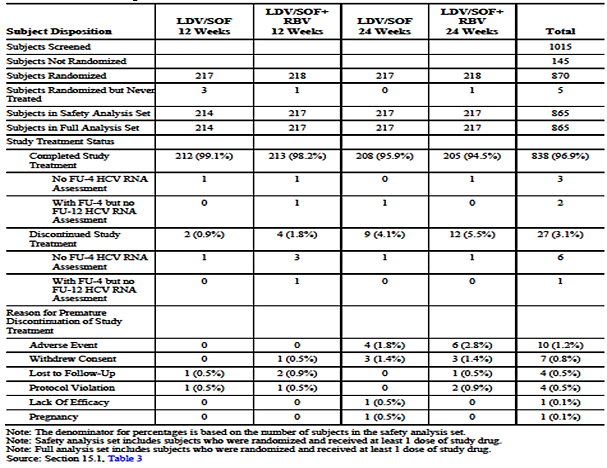 Subject Disposition LDV/SOF 12 Weeks LDV/SOF+ RBV 12 Weeks LDV/SOF 24 Weeks LDV/SOF+ RBV 24 Weeks Total
Subjects Screened 1015
Subjects Not Randomized 145
Subjects Randomized 217 218 217 218 870
Subjects Randomized but Never Treated 3 1 0 1 5
Subjects in Safety Analysis Set 214 217 217 217 865
Subjects in Full Analysis Set 214 217 217 217 865
Study Treatment Status
Completed Study Treatment 212 (99.1%) 213 (98.2%) 208 (95.9%) 205 (94.5%) 838 (96.9%)
No FU-4 HCV RNA Assessment 1 1 0 1 3
With FU-4 but no FU-12 HCV RNA Assessment 0 1 1 0 2
Discontinued Study Treatment 2 (0.9%) 4 (1.8%) 9 (4.1%) 12 (5.5%) 27 (3.1%)
No FU-4 HCV RNA Assessment 1 3 1 1 6
With FU-4 but no FU-12 HCV RNA Assessment 0 1 0 0 1
Reason for Premature Discontinuation of Study Treatment
Adverse Event 0 0 4 (1.8%) 6 (2.8%) 10 (1.2%)
Withdrew Consent 0 1 (0.5%) 3 (1.4%) 3 (1.4%) 7 (0.8%)
Lost to Follow-Up 1 (0.5%) 2 (0.9%) 0 1 (0.5%) 4 (0.5%)
Protocol Violation 1 (0.5%) 1 (0.5%) 0 2 (0.9%) 4 (0.5%)
Lack Of Efficacy 0 0 1 (0.5%) 0 1 (0.1%)
Pregnancy 0 0 1 (0.5%) 0 1 (0.1%)
Note: The denominator for percentages is based on the number of subjects in the safety analysis set.
Note: Safety analysis set includes subjects who were randomized and received at least 1 dose of study drug.
Note: Full analysis set includes subjects who were randomized and received at least 1 dose of study drug.
Source: Section 15.1, Table 3